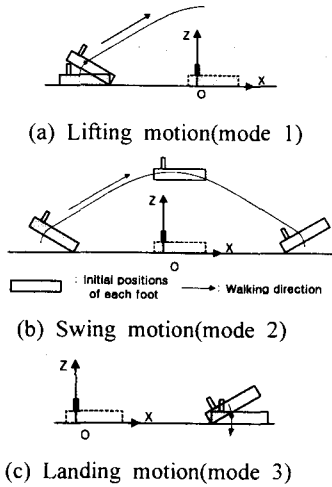 Z
X
O
(a) Lifting motion(mode 1)
Z
X
O
: Initial positions
of each foot
: Walking direction
(b) Swing motion(mode 2)
Z
X
O
(c) Landing motion(mode 3)